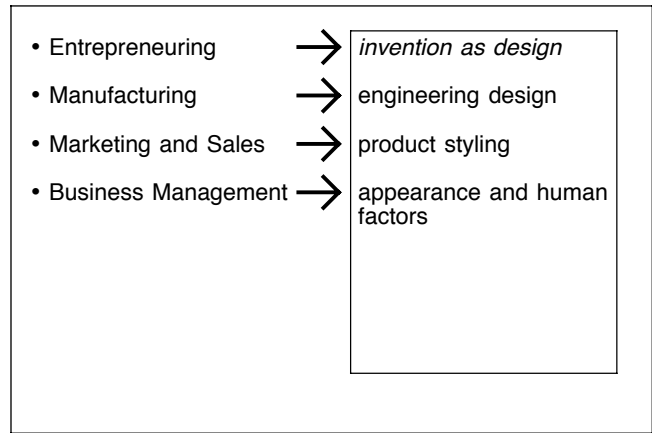 • Entrepreneuring → invention as design
• Manufacturing → engineering design
• Marketing and Sales → product styling
• Business Management → appearance and human
factors